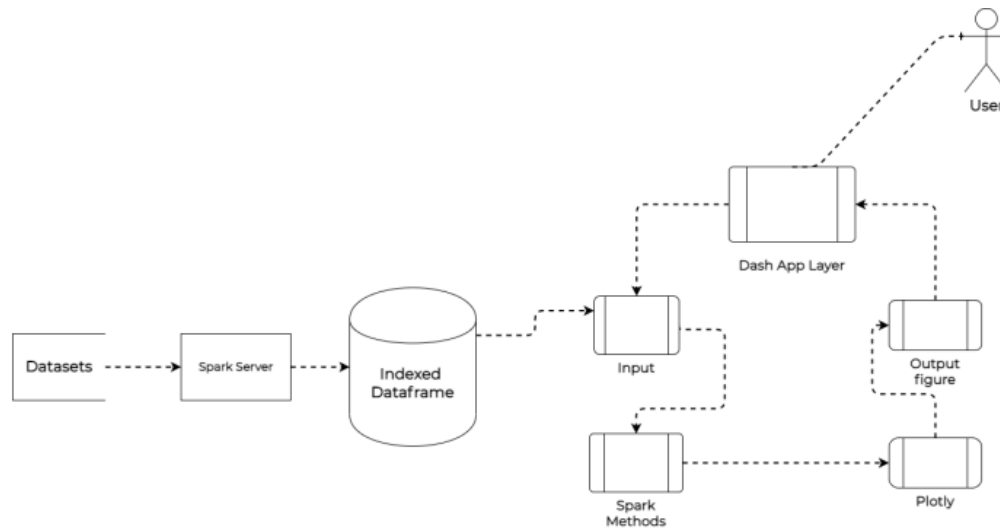 User
Dash App Layer
Datasets
Spark Server
Indexed
Dataframe
Input
Output
figure
Spark
Methods
Plotly